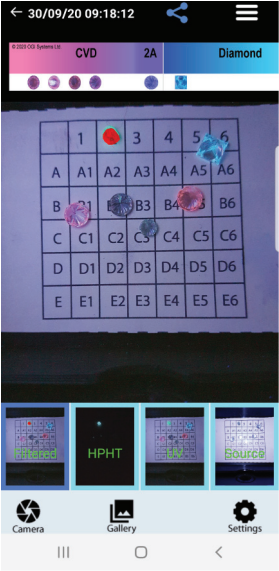 30/09/20 09:18:12
© 2020 OGI Systems Ltd
CVD 2A Diamond
1 3 4 5 6
A A1 A2 A3 A4 A5 A6
B B1 B3 B4 B6
C C1 C2 C3 C4 C5 C6
D D1 D2 D3 D4 D5 D6
E E1 E2 E3 E4 E5 E6
Filtered HPHT UV Source
Camera Gallery Settings